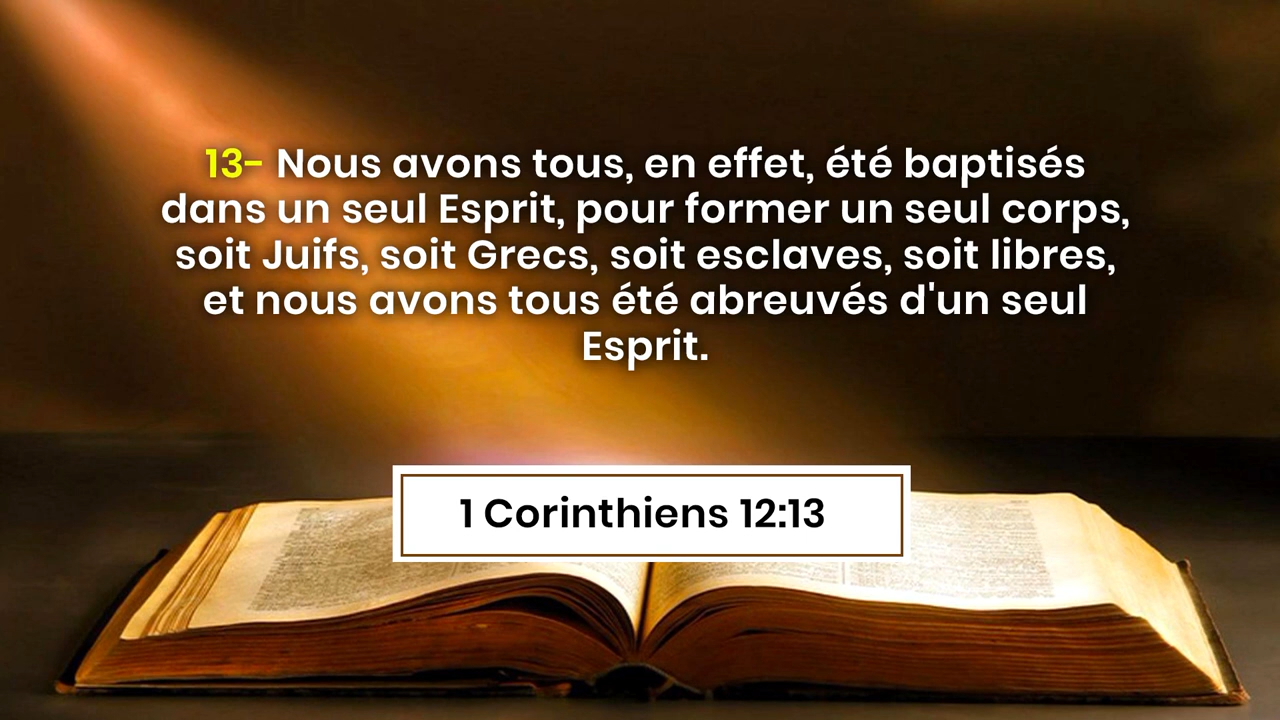 13- Nous avons tous, en effet, été baptisés
dans un seul Esprit, pour former un seul corps,
soit Juifs, soit Grecs, soit esclaves, soit libres,
et nous avons tous été abreuvés d'un seul
Esprit.
1 Corinthiens 12:13